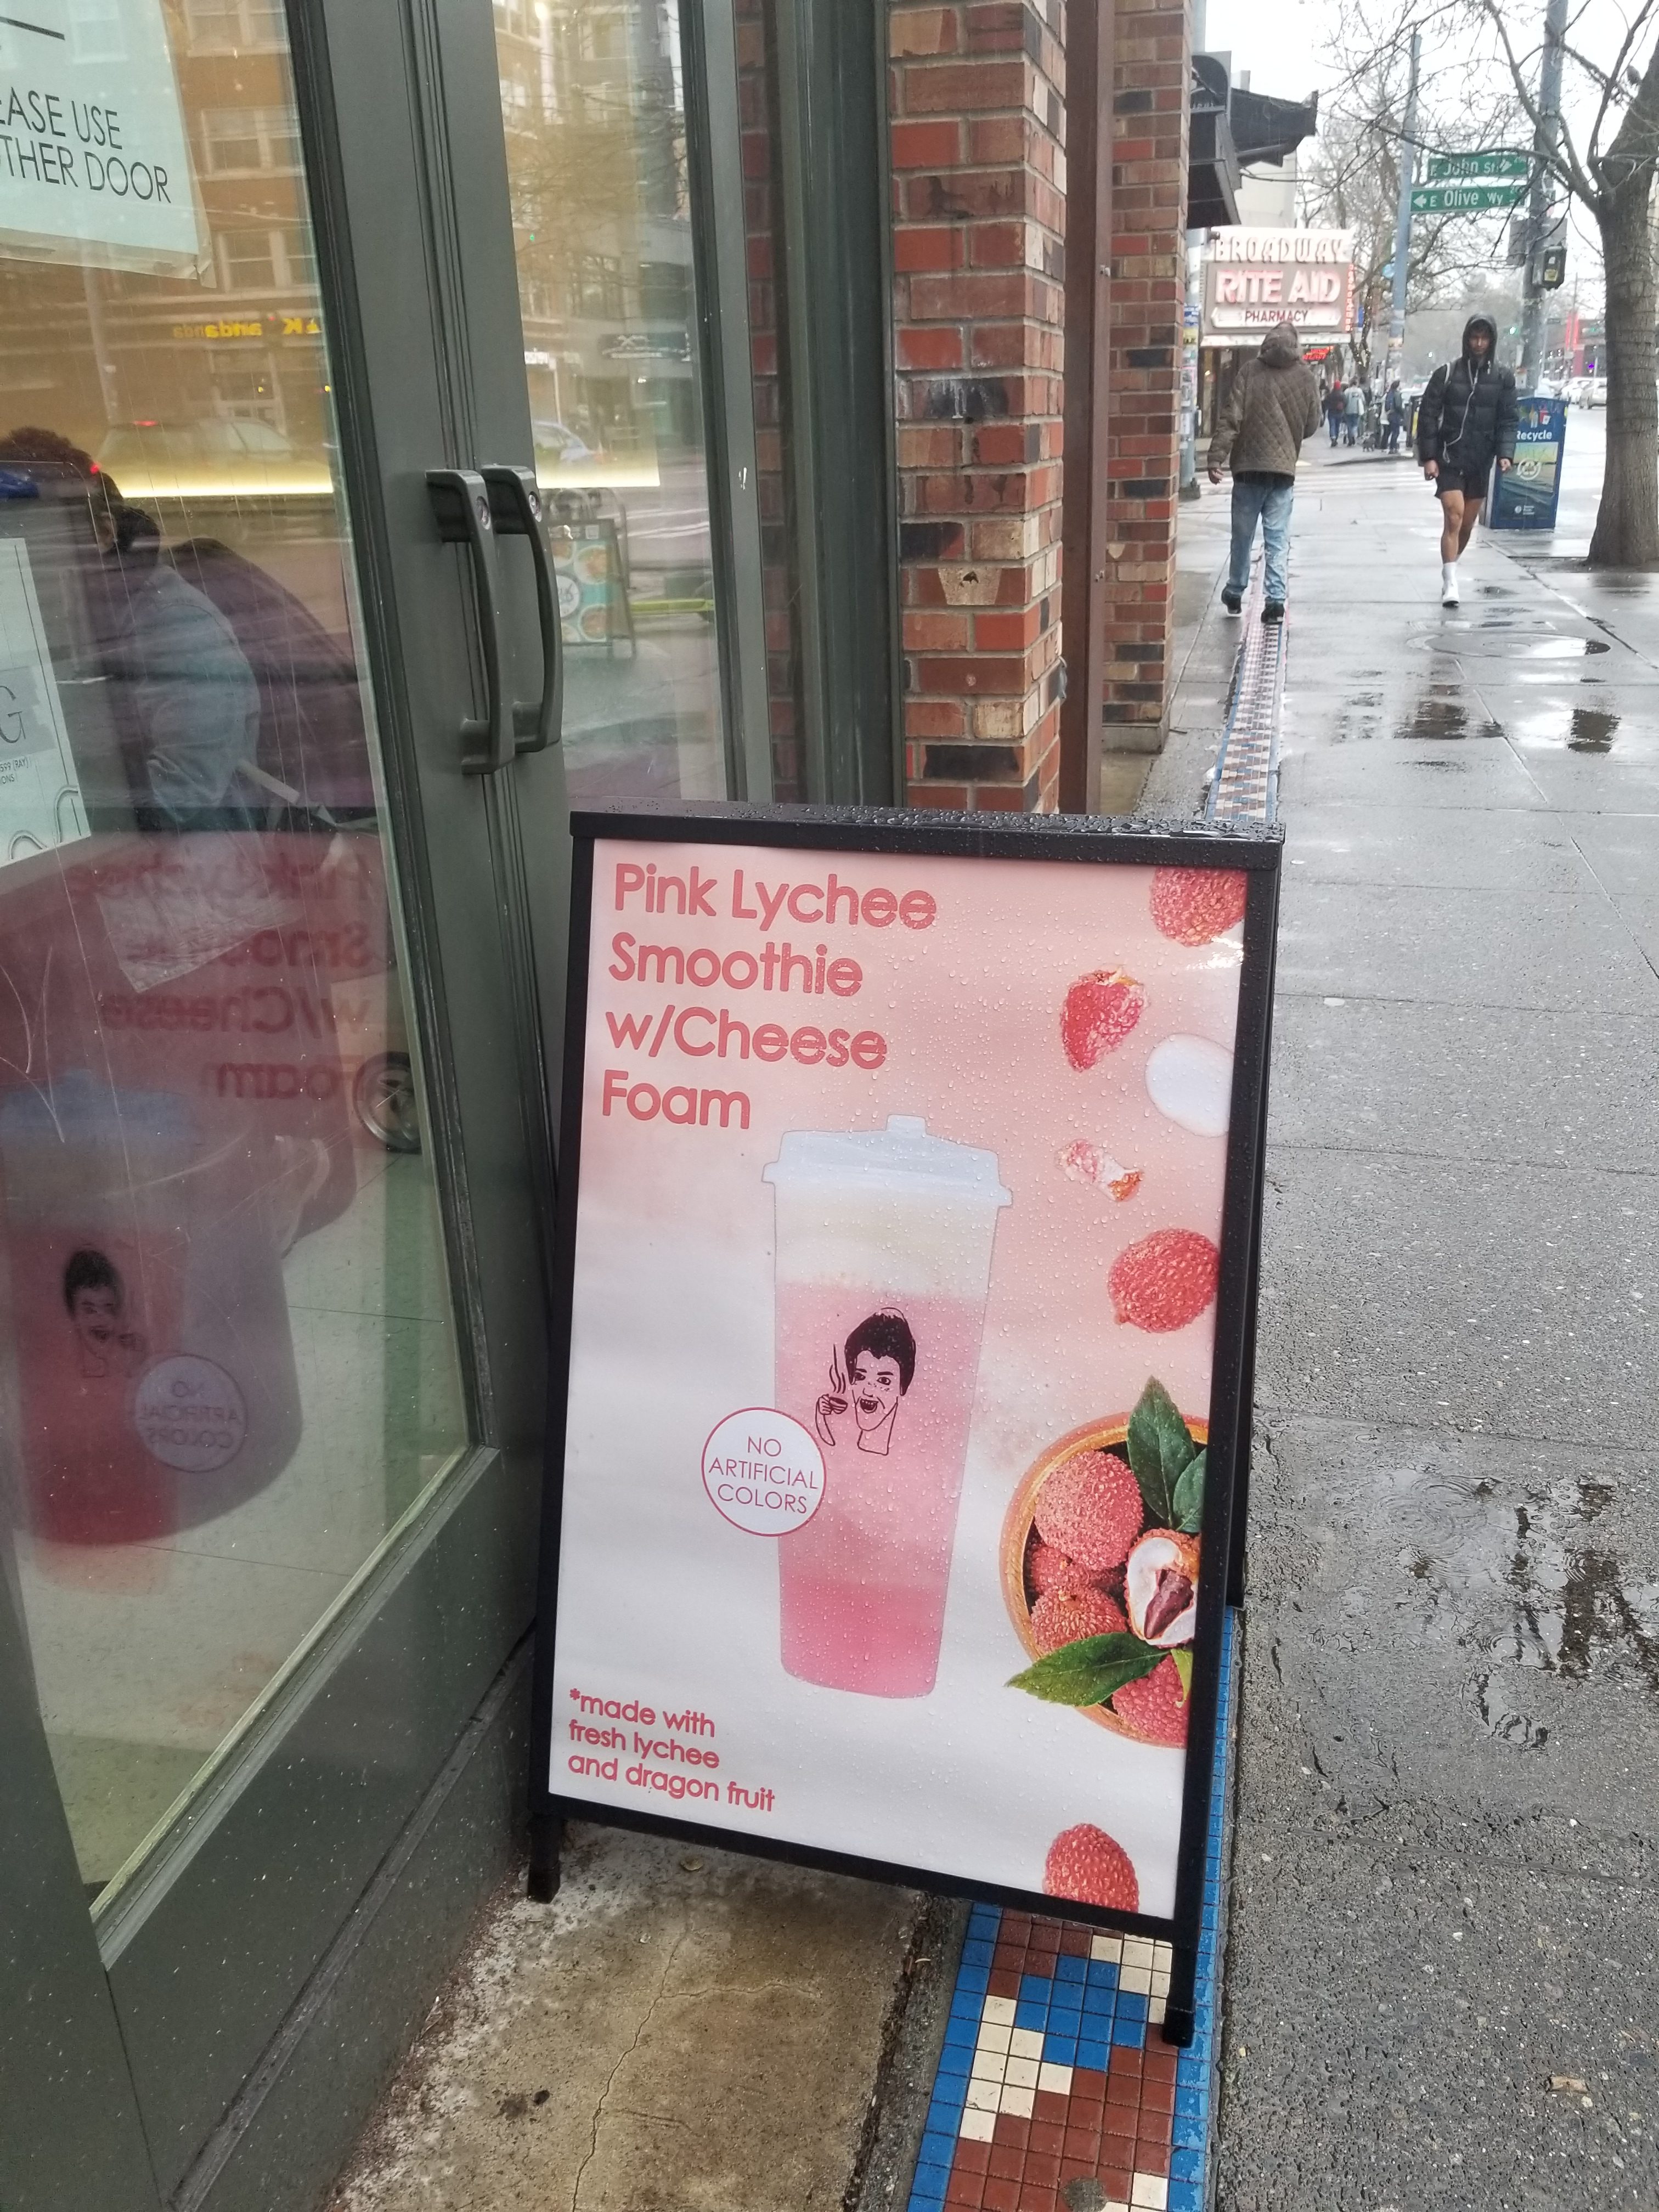 EASE USE
OTHER DOOR
John St
E Olive Wy
BROADWAY
RITE AID
PHARMACY
Recycle
Pink Lychee
Smoothie
w/Cheese
Foam
NO
ARTIFICIAL
COLORS
*made with
fresh lychee
and dragon fruit